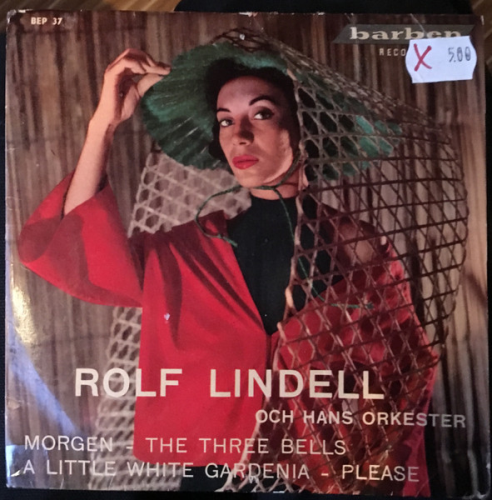 BEP 37
barben
RECO
X 5.00
ROLF LINDELL
OCH HANS ORKESTER
MORGEN - THE THREE BELLS
A LITTLE WHITE GARDENIA - PLEASE